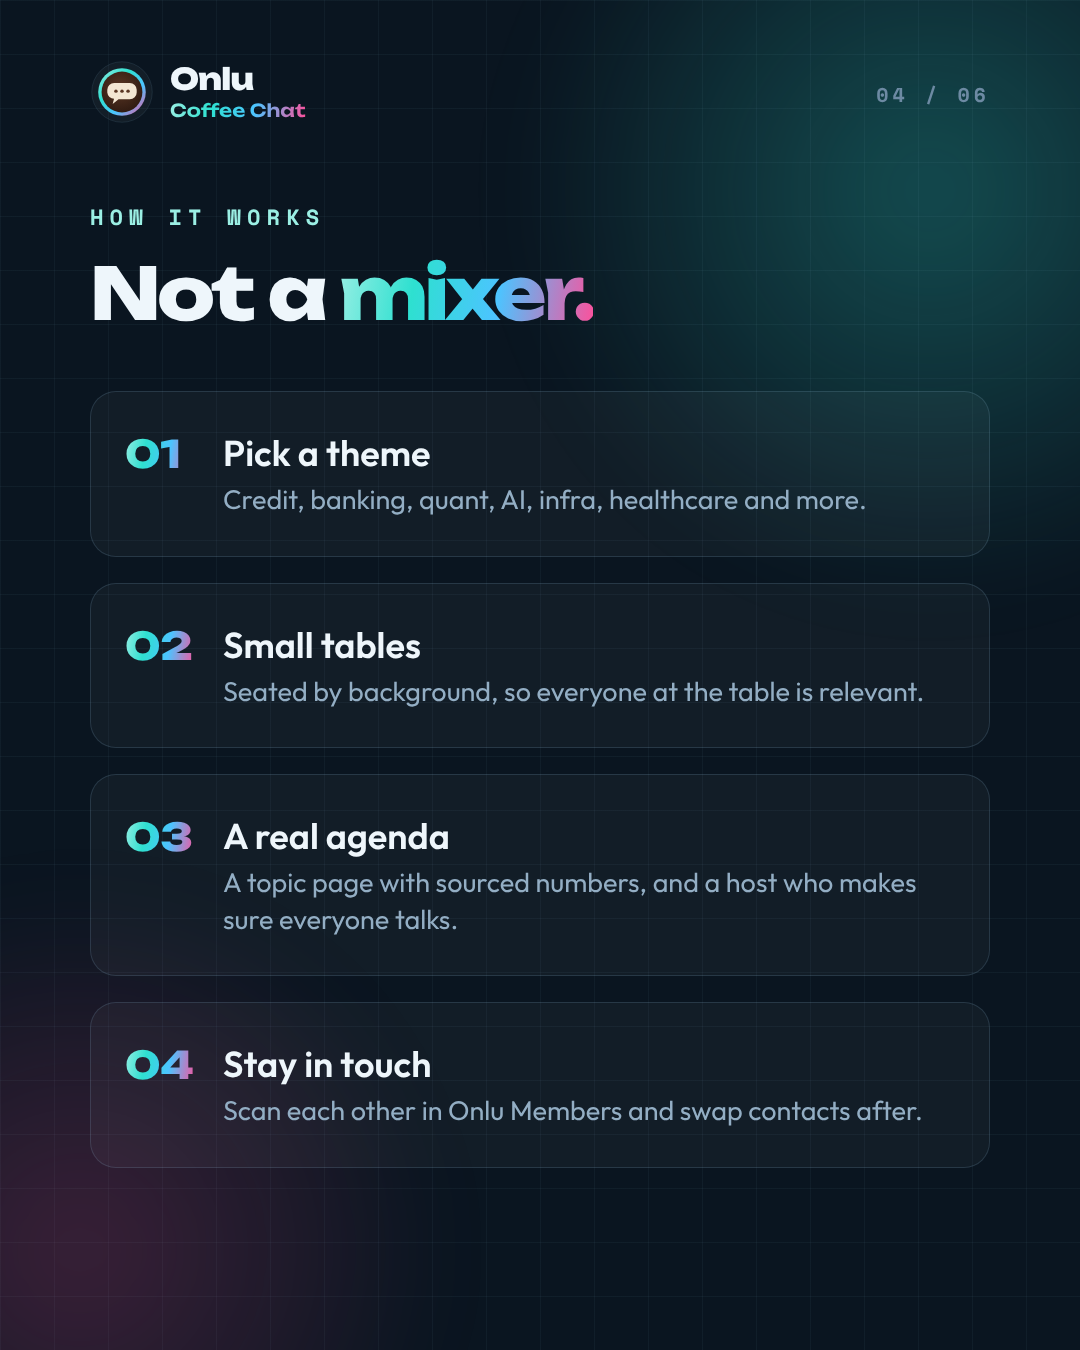 Onlu
Coffee Chat
04 / 06
HOW IT WORKS
Not a mixer.
01
Pick a theme
Credit, banking, quant, AI, infra, healthcare and more.
02
Small tables
Seated by background, so everyone at the table is relevant.
03
A real agenda
A topic page with sourced numbers, and a host who makes
sure everyone talks.
04
Stay in touch
Scan each other in Onlu Members and swap contacts after.